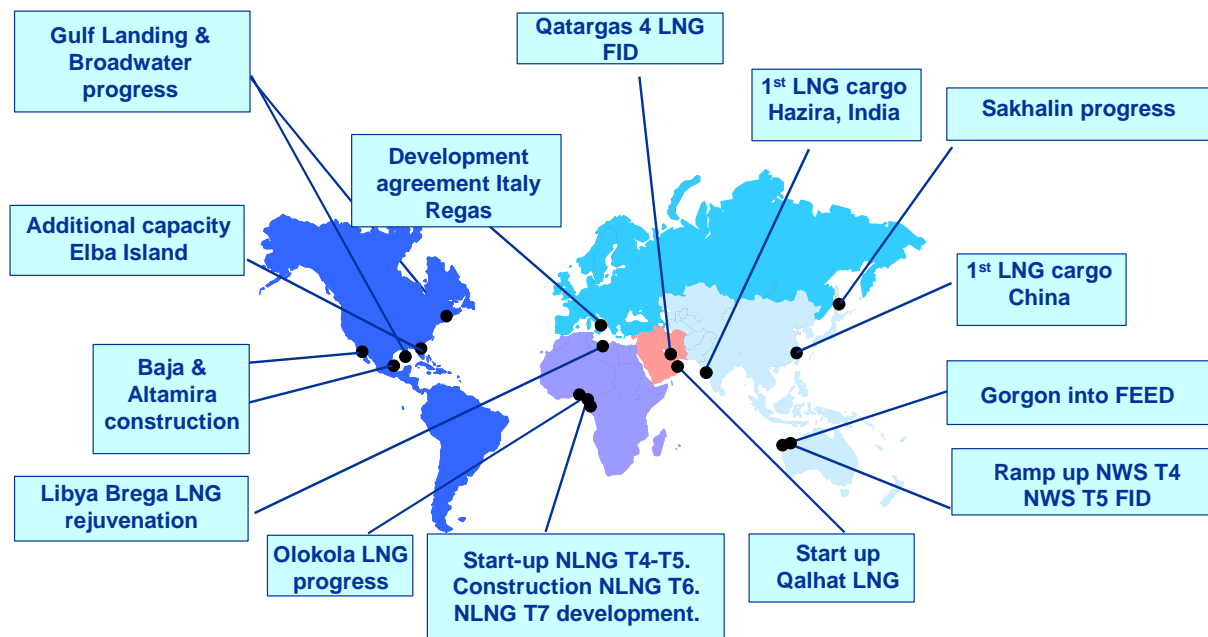 Gulf Landing &
Broadwater
progress
Qatargas 4 LNG
FID
1st LNG cargo
Hazira, India
Sakhalin progress
Development
agreement Italy
Regas
Additional capacity
Elba Island
1st LNG cargo
China
Baja &
Altamira
construction
Gorgon into FEED
Libya Brega LNG
rejuvenation
Ramp up NWS T4
NWS T5 FID
Olokola LNG
progress
Start-up NLNG T4-T5.
Construction NLNG T6.
NLNG T7 development.
Start up
Qalhat LNG